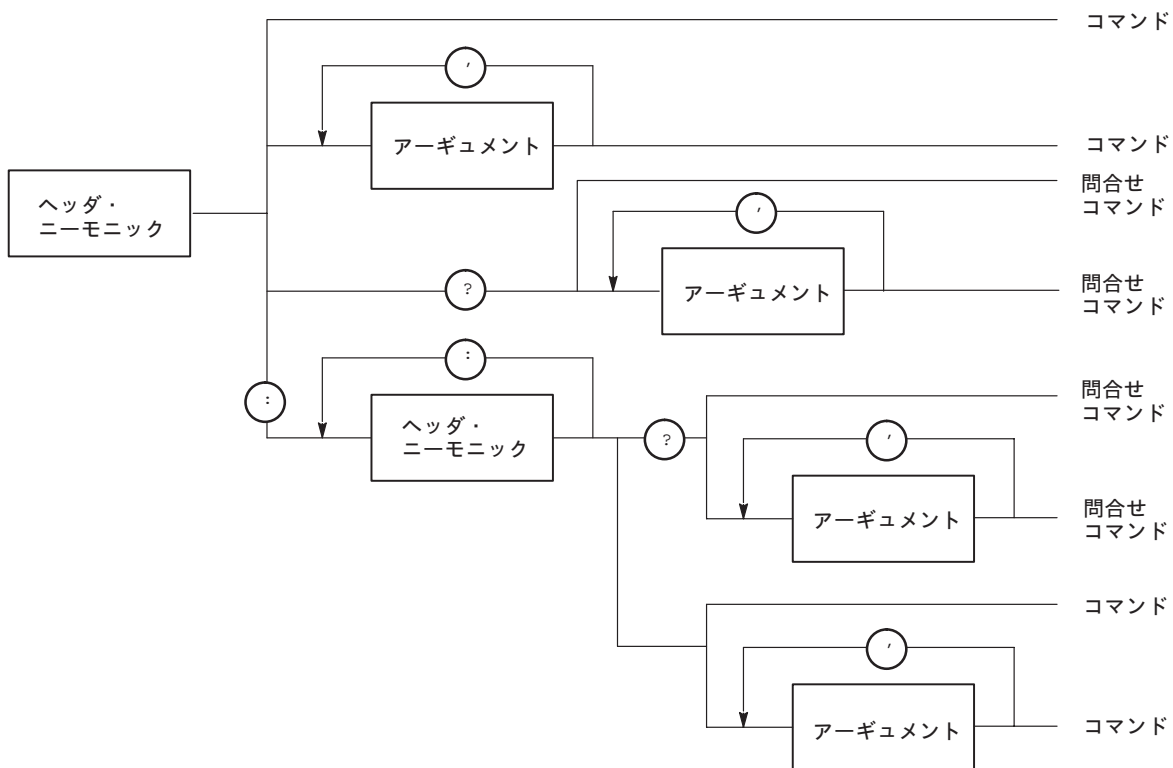 コマンド
,
アーギュメント
コマンド
問合せ
コマンド
ヘッダ・
ニーモニック
,
?
アーギュメント
問合せ
コマンド
:
:
ヘッダ・
ニーモニック
?
問合せ
コマンド
,
アーギュメント
問合せ
コマンド
コマンド
,
アーギュメント
コマンド